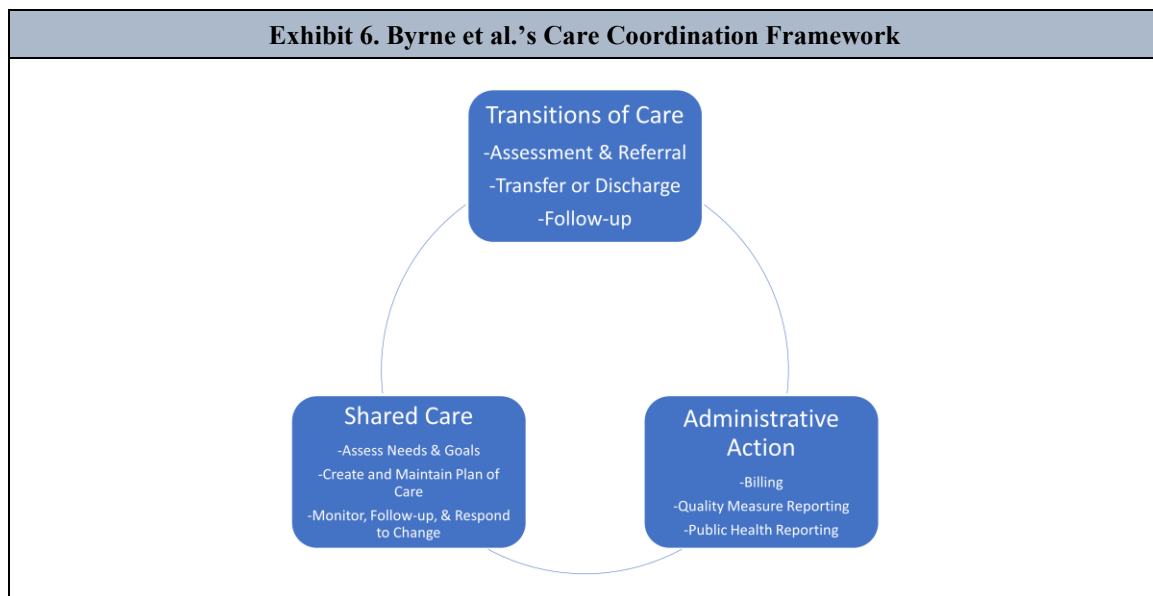 Exhibit 6. Byrne et al.’s Care Coordination Framework
Transitions of Care
-Assessment & Referral
-Transfer or Discharge
-Follow-up
Shared Care
-Assess Needs & Goals
-Create and Maintain Plan of
Care
-Monitor, Follow-up, & Respond
to Change
Administrative
Action
-Billing
-Quality Measure Reporting
-Public Health Reporting